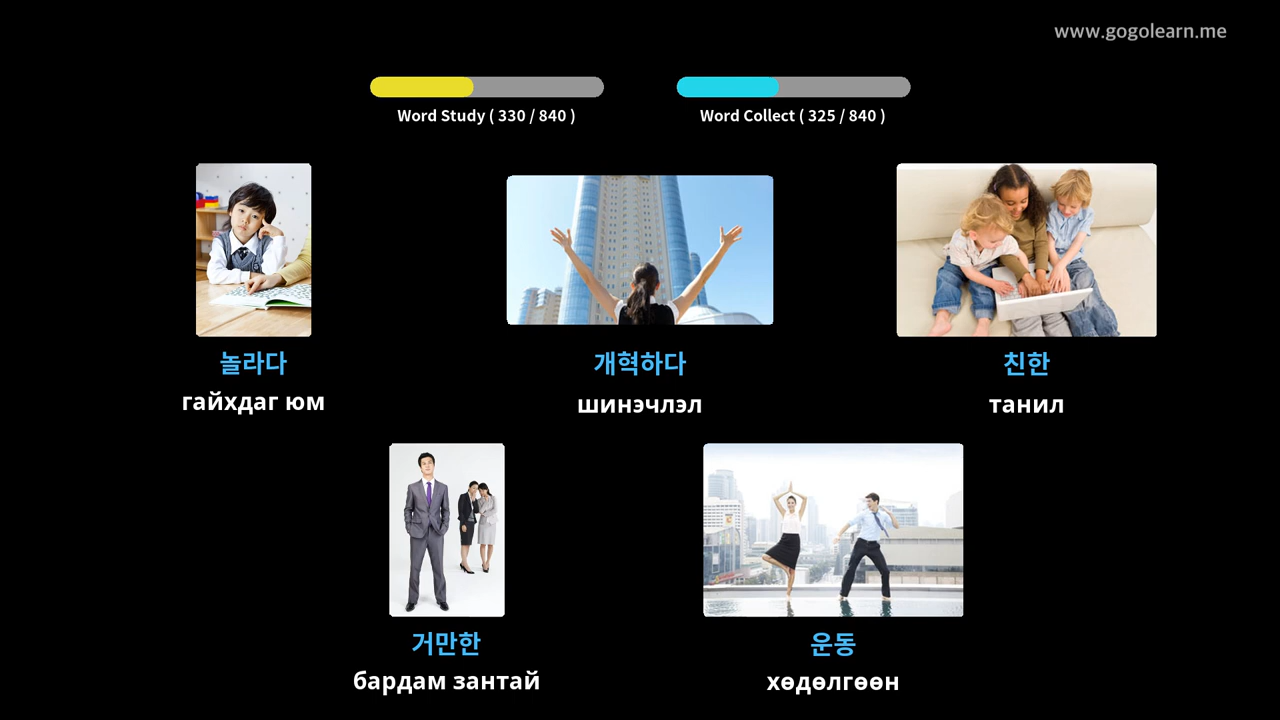 www.gogolearn.me
Word Study ( 330 / 840 )
Word Collect ( 325 / 840 )
놀라다
гайхдаг юм
개혁하다
шинэчлэл
친한
танил
거만한
бардам зантай
운동
хөдөлгөөн